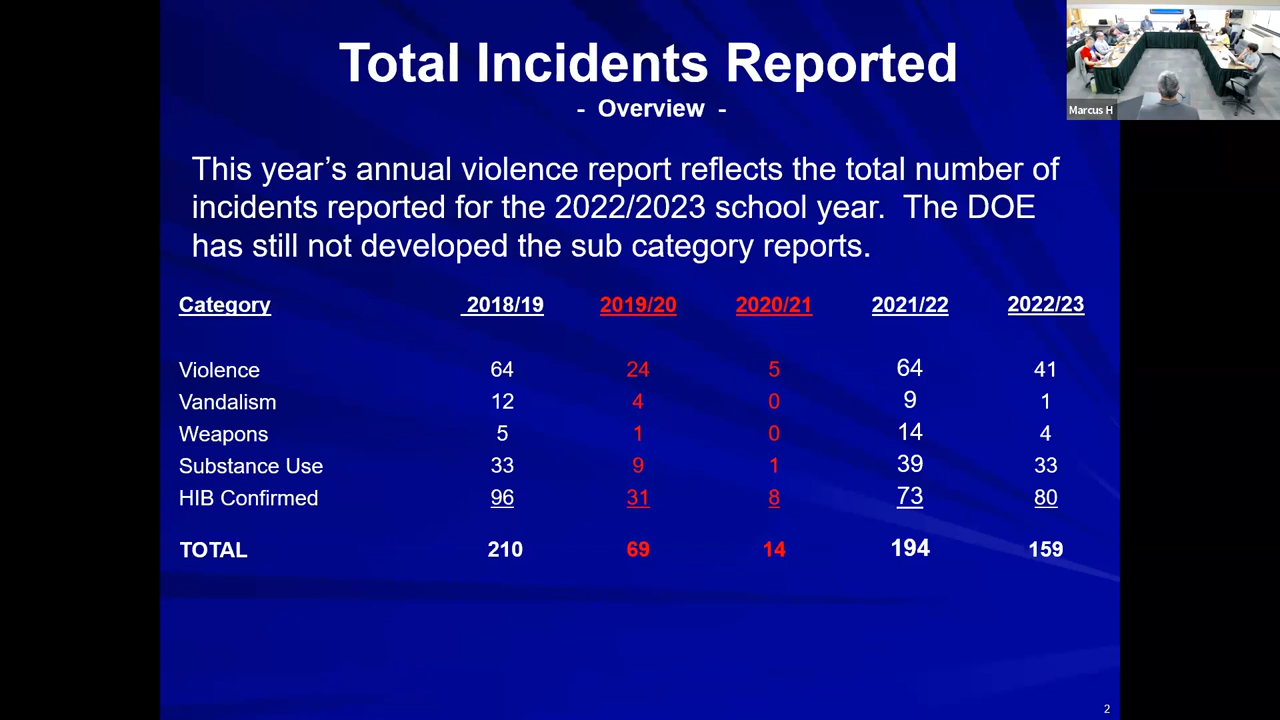 Total Incidents Reported
- Overview -
Marcus H
This year’s annual violence report reflects the total number of
incidents reported for the 2022/2023 school year. The DOE
has still not developed the sub category reports.
Category 2018/19 2019/20 2020/21 2021/22 2022/23
Violence 64 24 5 64 41
Vandalism 12 4 0 9 1
Weapons 5 1 0 14 4
Substance Use 33 9 1 39 33
HIB Confirmed 96 31 8 73 80
TOTAL 210 69 14 194 159
2